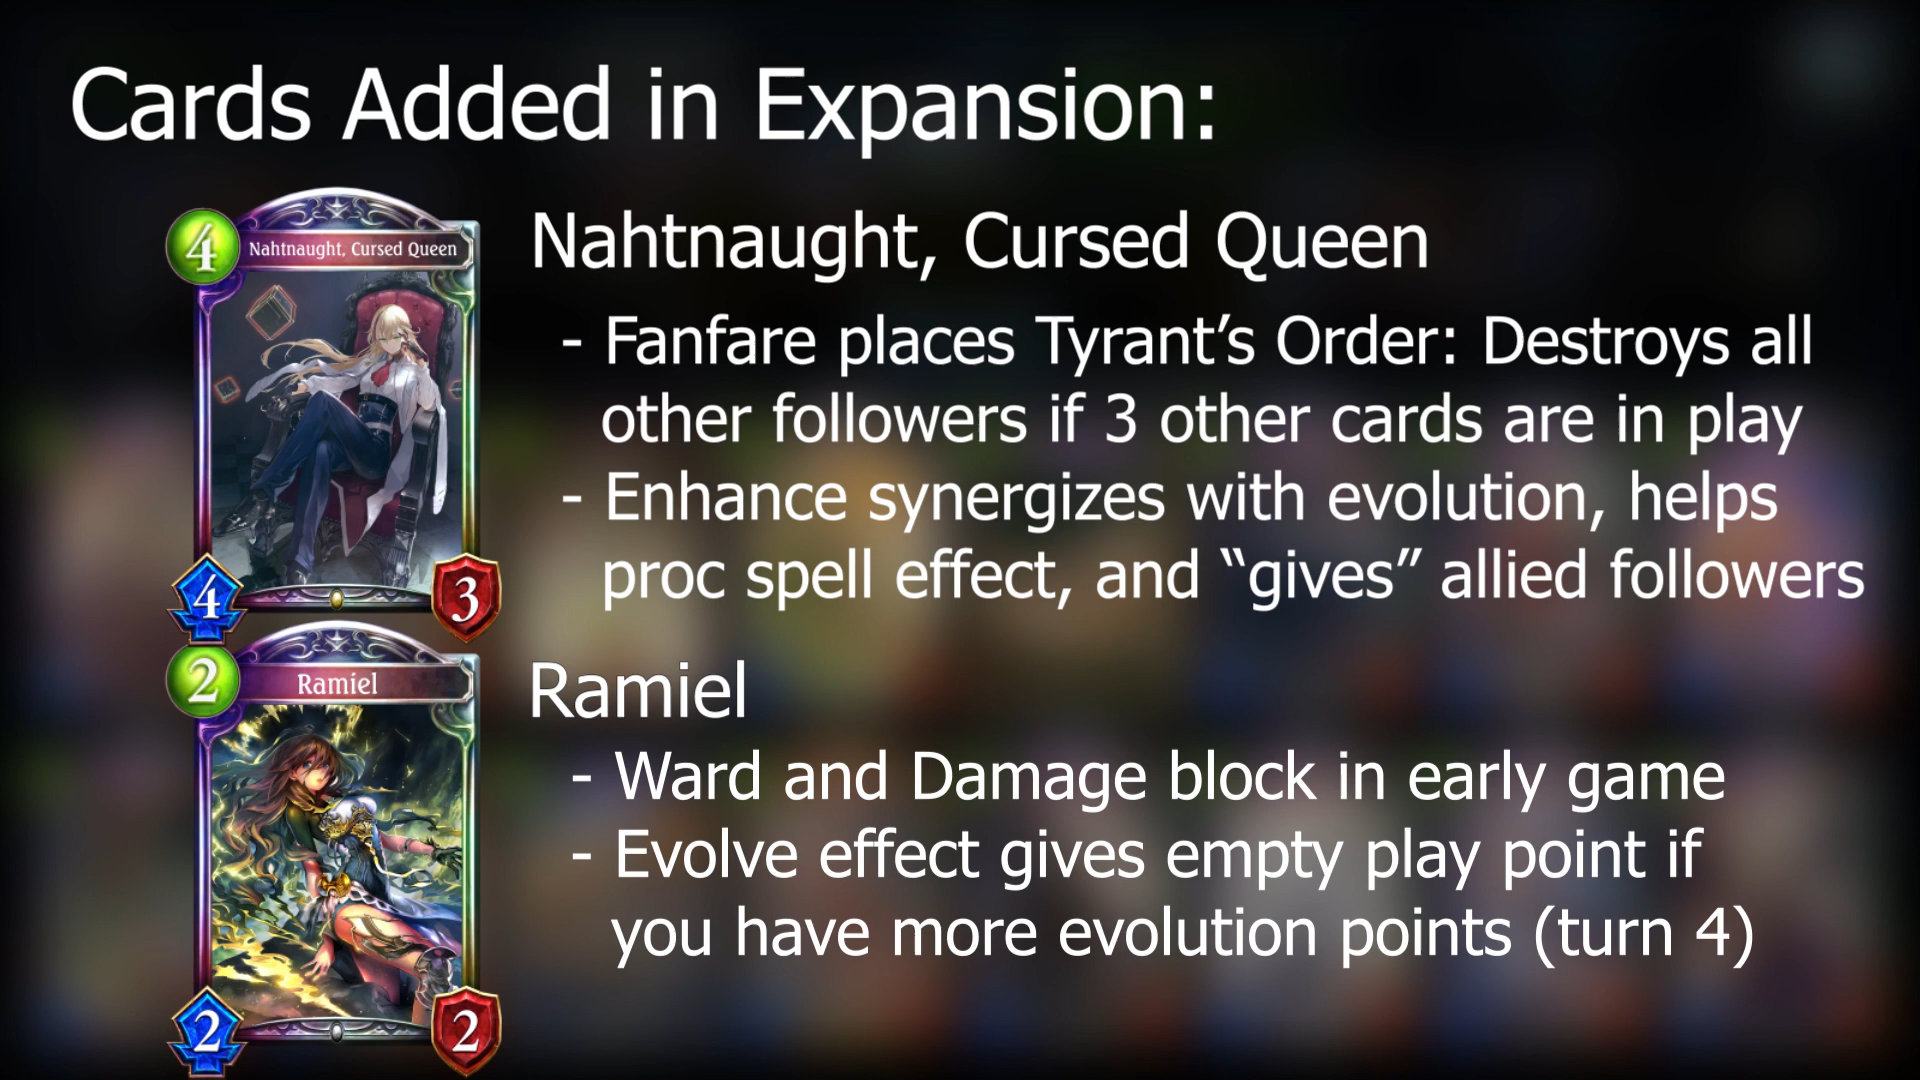 Cards Added in Expansion:
4
Nahtnaught, Cursed Queen
4
3
Nahtnaught, Cursed Queen
- Fanfare places Tyrant’s Order: Destroys all
other followers if 3 other cards are in play
- Enhance synergizes with evolution, helps
proc spell effect, and “gives” allied followers
2
Ramiel
2
2
Ramiel
- Ward and Damage block in early game
- Evolve effect gives empty play point if
you have more evolution points (turn 4)